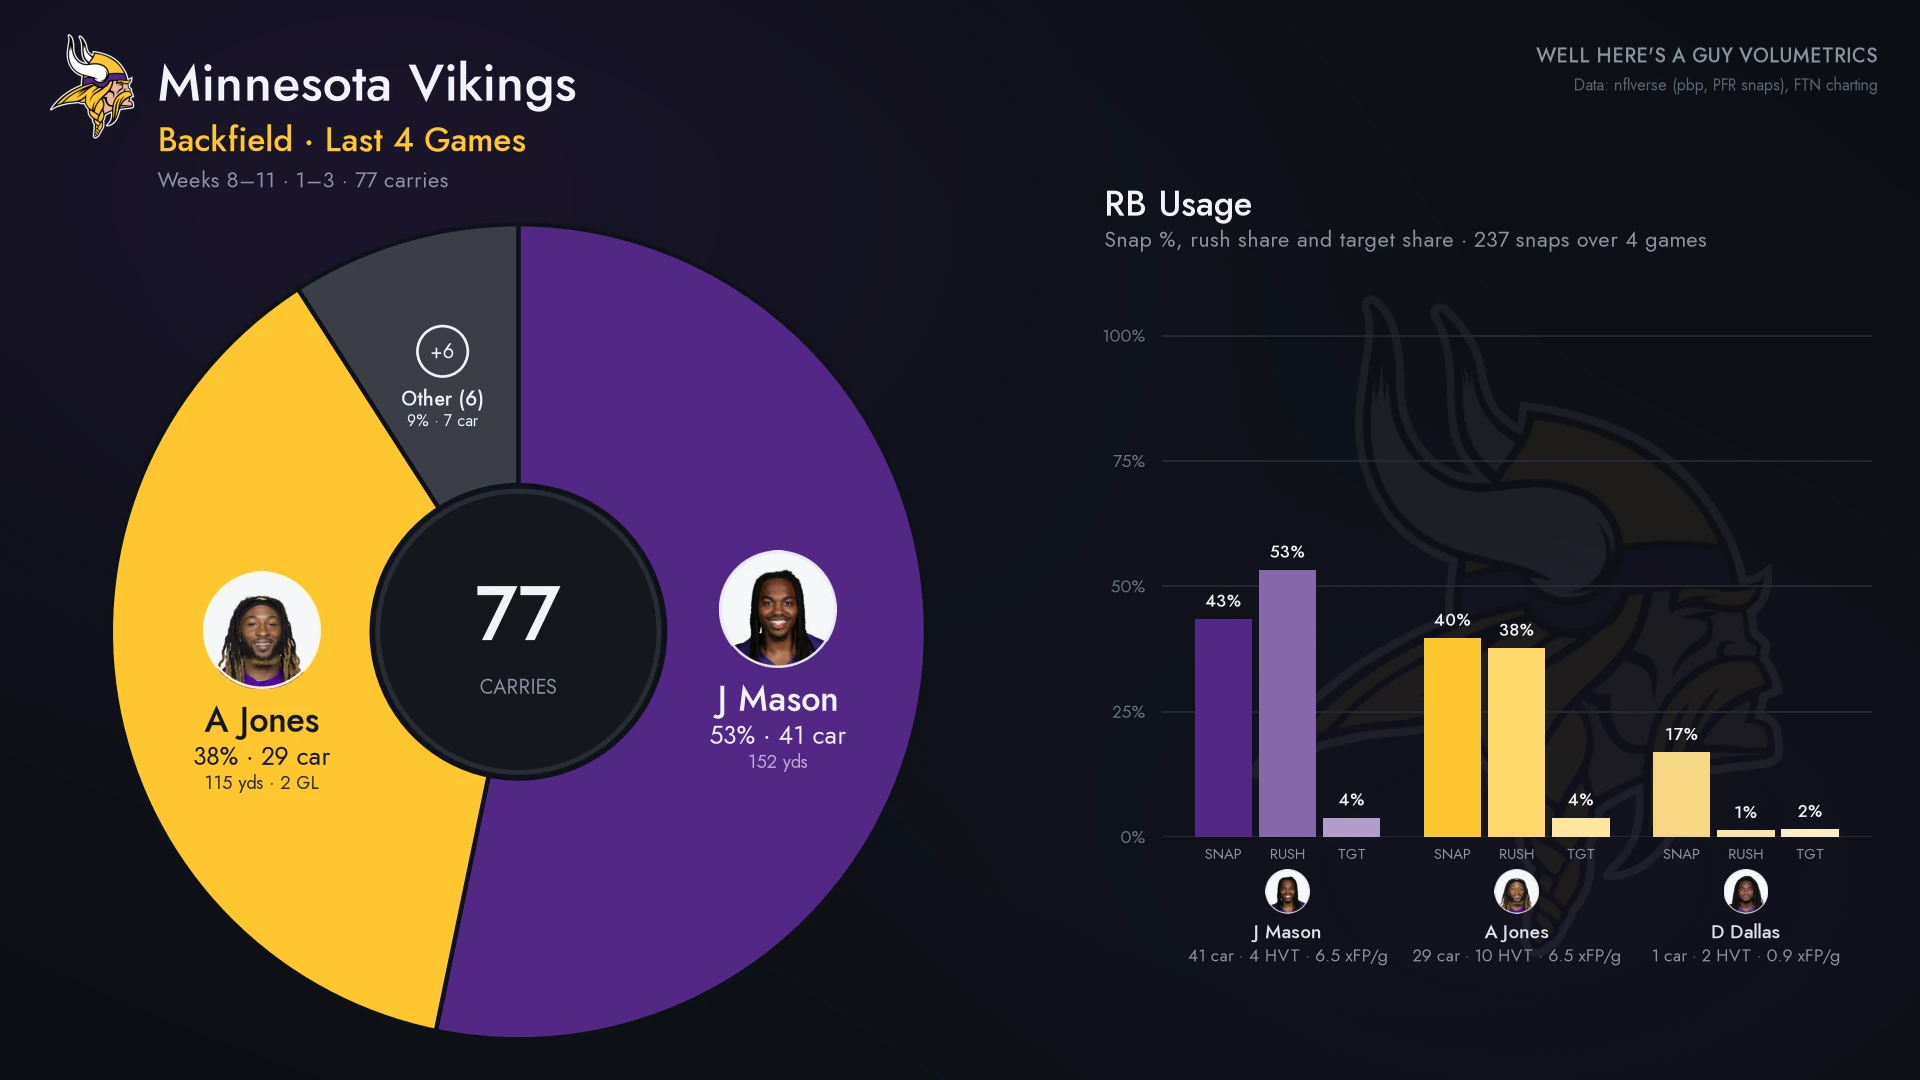 Minnesota Vikings
Backfield · Last 4 Games
Weeks 8–11 · 1–3 · 77 carries
WELL HERE'S A GUY VOLUMETRICS
Data: nflverse (pbp, PFR snaps), FTN charting
+6
Other (6)
9% · 7 car
A Jones
38% · 29 car
115 yds · 2 GL
77
CARRIES
J Mason
53% · 41 car
152 yds
RB Usage
Snap %, rush share and target share · 237 snaps over 4 games
100%
75%
50%
25%
0%
43% 53% 4% 40% 38% 4% 17% 1% 2%
SNAP RUSH TGT SNAP RUSH TGT SNAP RUSH TGT
J Mason A Jones D Dallas
41 car · 4 HVT · 6.5 xFP/g 29 car · 10 HVT · 6.5 xFP/g 1 car · 2 HVT · 0.9 xFP/g